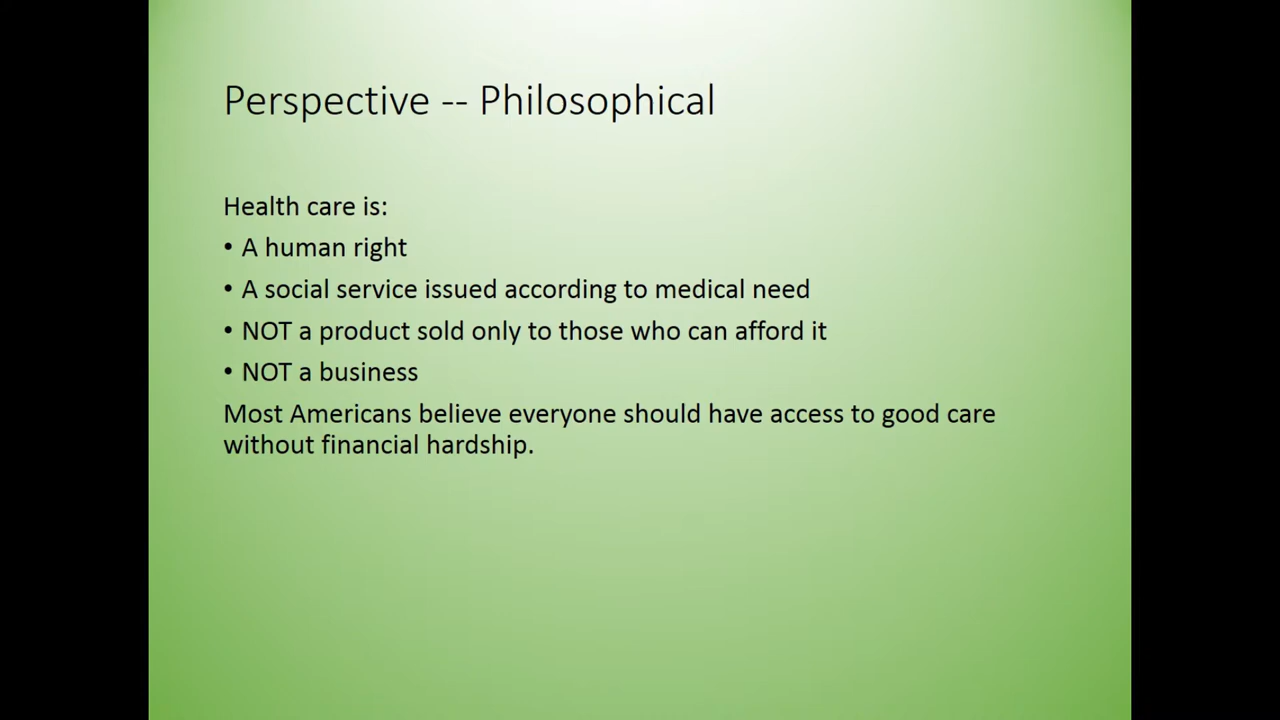 Perspective -- Philosophical
Health care is:
• A human right
• A social service issued according to medical need
• NOT a product sold only to those who can afford it
• NOT a business
Most Americans believe everyone should have access to good care
without financial hardship.